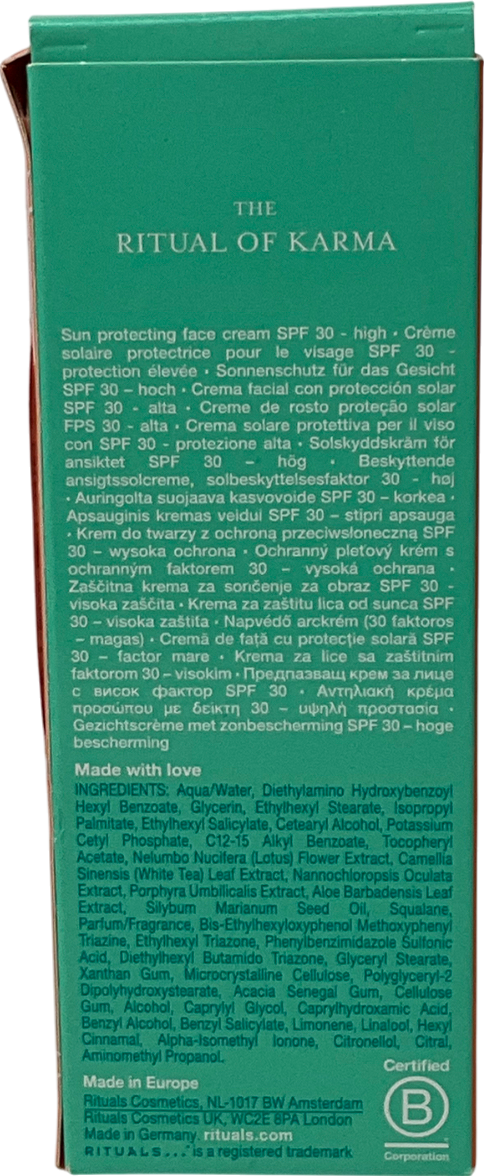 THE
RITUAL OF KARMA
Sun protecting face cream SPF 30 - high • Crème
solaire protectrice pour le visage SPF 30 -
protection élevée • Sonnenschutz für das Gesicht
SPF 30 – hoch • Crema facial con protección solar
SPF 30 - alta • Creme de rosto proteção solar
FPS 30 - alta • Crema solare protettiva per il viso
con SPF 30 - protezione alta • Solskyddskräm för
ansiktet SPF 30 – hög • Beskyttende
ansigtssolcreme, solbeskyttelsesfaktor 30 - høj
• Auringolta suojaava kasvovoide SPF 30 – korkea •
Apsauginis kremas veidui SPF 30 – stipri apsauga
• Krem do twarzy z ochroną przeciwsłoneczną SPF
30 – wysoka ochrona • Ochranný pleťový krém s
ochranným faktorem 30 – vysoká ochrana •
Zaščitna krema za sončenje za obraz SPF 30 -
visoka zaščita • Krema za zaštitu lica od sunca SPF
30 – visoka zaštita • Napvédő arckrém (30 faktoros
– magas) • Cremă de față cu protecție solară SPF
30 – factor mare • Krema za lice sa zaštitnim
faktorom 30 – visokim • Предпазващ крем за лице
с висок фактор SPF 30 • Αντηλιακή κρέμα
προσώπου με δείκτη 30 – υψηλή προστασία •
Gezichtscrème met zonbescherming SPF 30 – hoge
bescherming
Made with love
INGREDIENTS: Aqua/Water, Diethylamino Hydroxybenzoyl
Hexyl Benzoate, Glycerin, Ethylhexyl Stearate, Isopropyl
Palmitate, Ethylhexyl Salicylate, Cetearyl Alcohol, Potassium
Cetyl Phosphate, C12-15 Alkyl Benzoate, Tocopheryl
Acetate, Nelumbo Nucifera (Lotus) Flower Extract, Camellia
Sinensis (White Tea) Leaf Extract, Nannochloropsis Oculata
Extract, Porphyra Umbilicalis Extract, Aloe Barbadensis Leaf
Extract, Silybum Marianum Seed Oil, Squalane,
Parfum/Fragrance, Bis-Ethylhexyloxyphenol Methoxyphenyl
Triazine, Ethylhexyl Triazone, Phenylbenzimidazole Sulfonic
Acid, Diethylhexyl Butamido Triazone, Glyceryl Stearate,
Xanthan Gum, Microcrystalline Cellulose, Polyglyceryl-2
Dipolyhydroxystearate, Acacia Senegal Gum, Cellulose
Gum, Alcohol, Caprylyl Glycol, Caprylhydroxamic Acid,
Benzyl Alcohol, Benzyl Salicylate, Limonene, Linalool, Hexyl
Cinnamal, Alpha-Isomethyl Ionone, Citronellol, Citral,
Aminomethyl Propanol.
Made in Europe
Rituals Cosmetics, NL-1017 BW Amsterdam
Rituals Cosmetics UK, WC2E 8PA London
Made in Germany. rituals.com
RITUALS...® is a registered trademark
Certified
B
Corporation